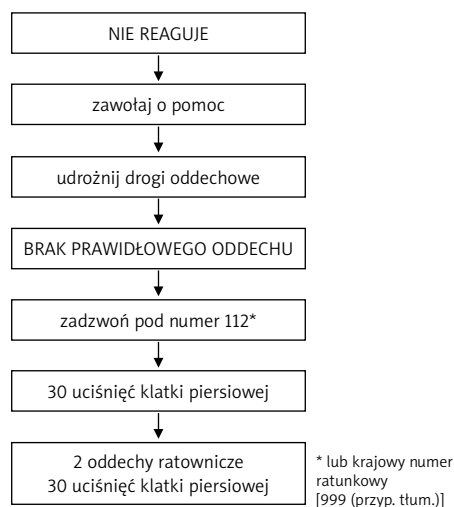 NIE REAGUJE
zawołaj o pomoc
udrożnij drogi oddechowe
BRAK PRAWIDŁOWEGO ODDECHU
zadzwoń pod numer 112*
30 uciśnięć klatki piersiowej
2 oddechy ratownicze
30 uciśnięć klatki piersiowej
* lub krajowy numer
ratunkowy
[999 (przyp. tłum.)]